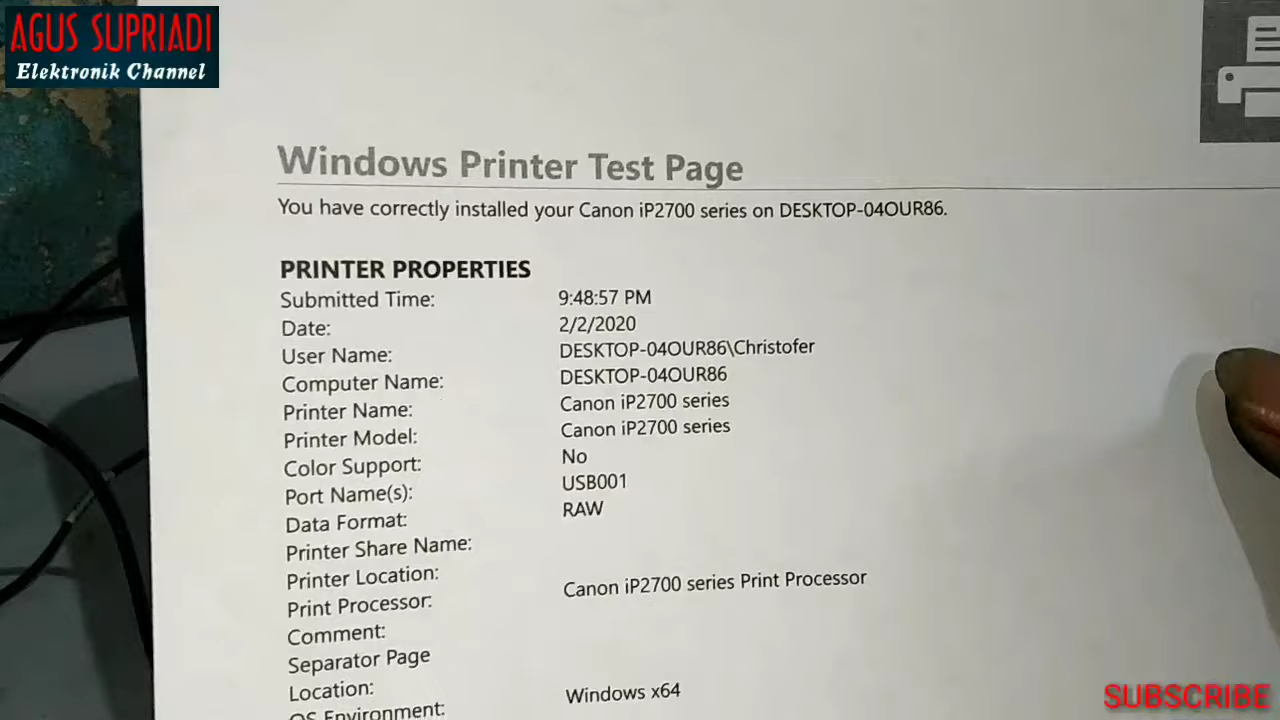 AGUS SUPRIADI
Elektronik Channel
Windows Printer Test Page
You have correctly installed your Canon iP2700 series on DESKTOP-04OUR86.
PRINTER PROPERTIES
Submitted Time: 9:48:57 PM
Date: 2/2/2020
User Name: DESKTOP-04OUR86\Christofer
Computer Name: DESKTOP-04OUR86
Printer Name: Canon iP2700 series
Printer Model: Canon iP2700 series
Color Support: No
Port Name(s): USB001
Data Format: RAW
Printer Share Name:
Printer Location:
Print Processor: Canon iP2700 series Print Processor
Comment:
Separator Page
Location:
OS Environment: Windows x64
SUBSCRIBE